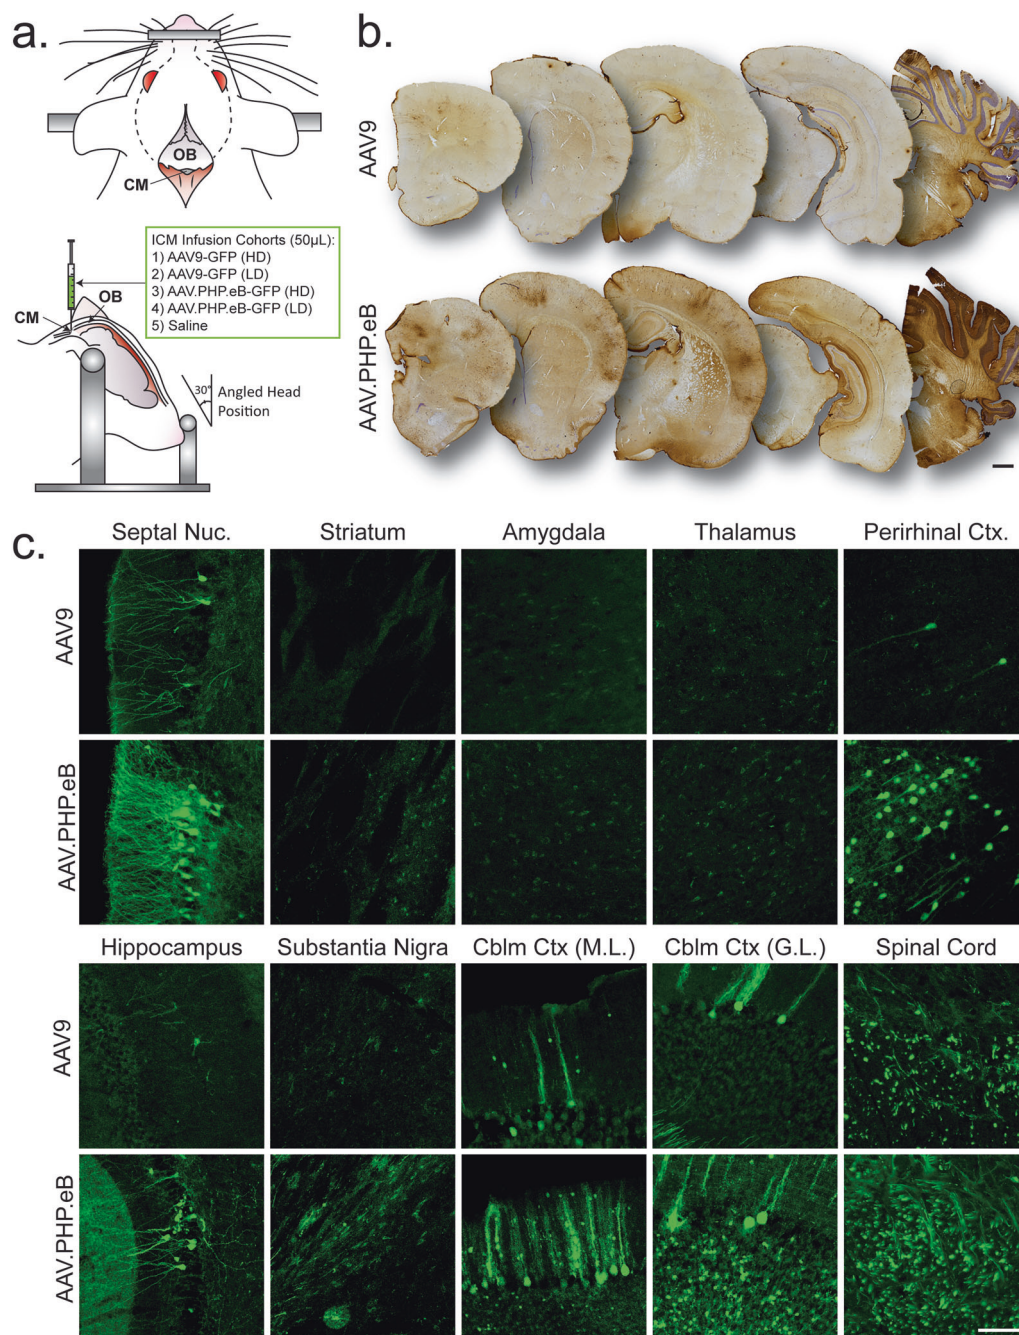 a.
OB
CM
ICM Infusion Cohorts (50µL):
1) AAV9-GFP (HD)
2) AAV9-GFP (LD)
3) AAV.PHP.eB-GFP (HD)
4) AAV.PHP.eB-GFP (LD)
5) Saline
OB
CM
30°
Angled Head
Position
b.
AAV9
AAV.PHP.eB
c.
Septal Nuc.
Striatum
Amygdala
Thalamus
Perirhinal Ctx.
AAV9
AAV.PHP.eB
Hippocampus
Substantia Nigra
Cblm Ctx (M.L.)
Cblm Ctx (G.L.)
Spinal Cord
AAV9
AAV.PHP.eB